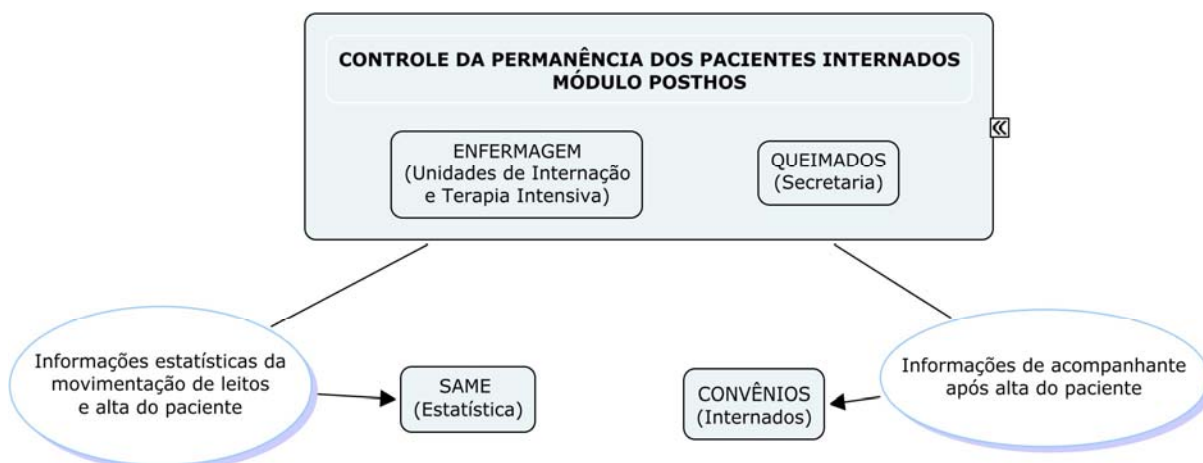 CONTROLE DA PERMANÊNCIA DOS PACIENTES INTERNADOS
MÓDULO POSTHOS
ENFERMAGEM
(Unidades de Internação
e Terapia Intensiva)
QUEIMADOS
(Secretaria)
Informações estatísticas da
movimentação de leitos
e alta do paciente
SAME
(Estatística)
CONVÊNIOS
(Internados)
Informações de acompanhante
após alta do paciente